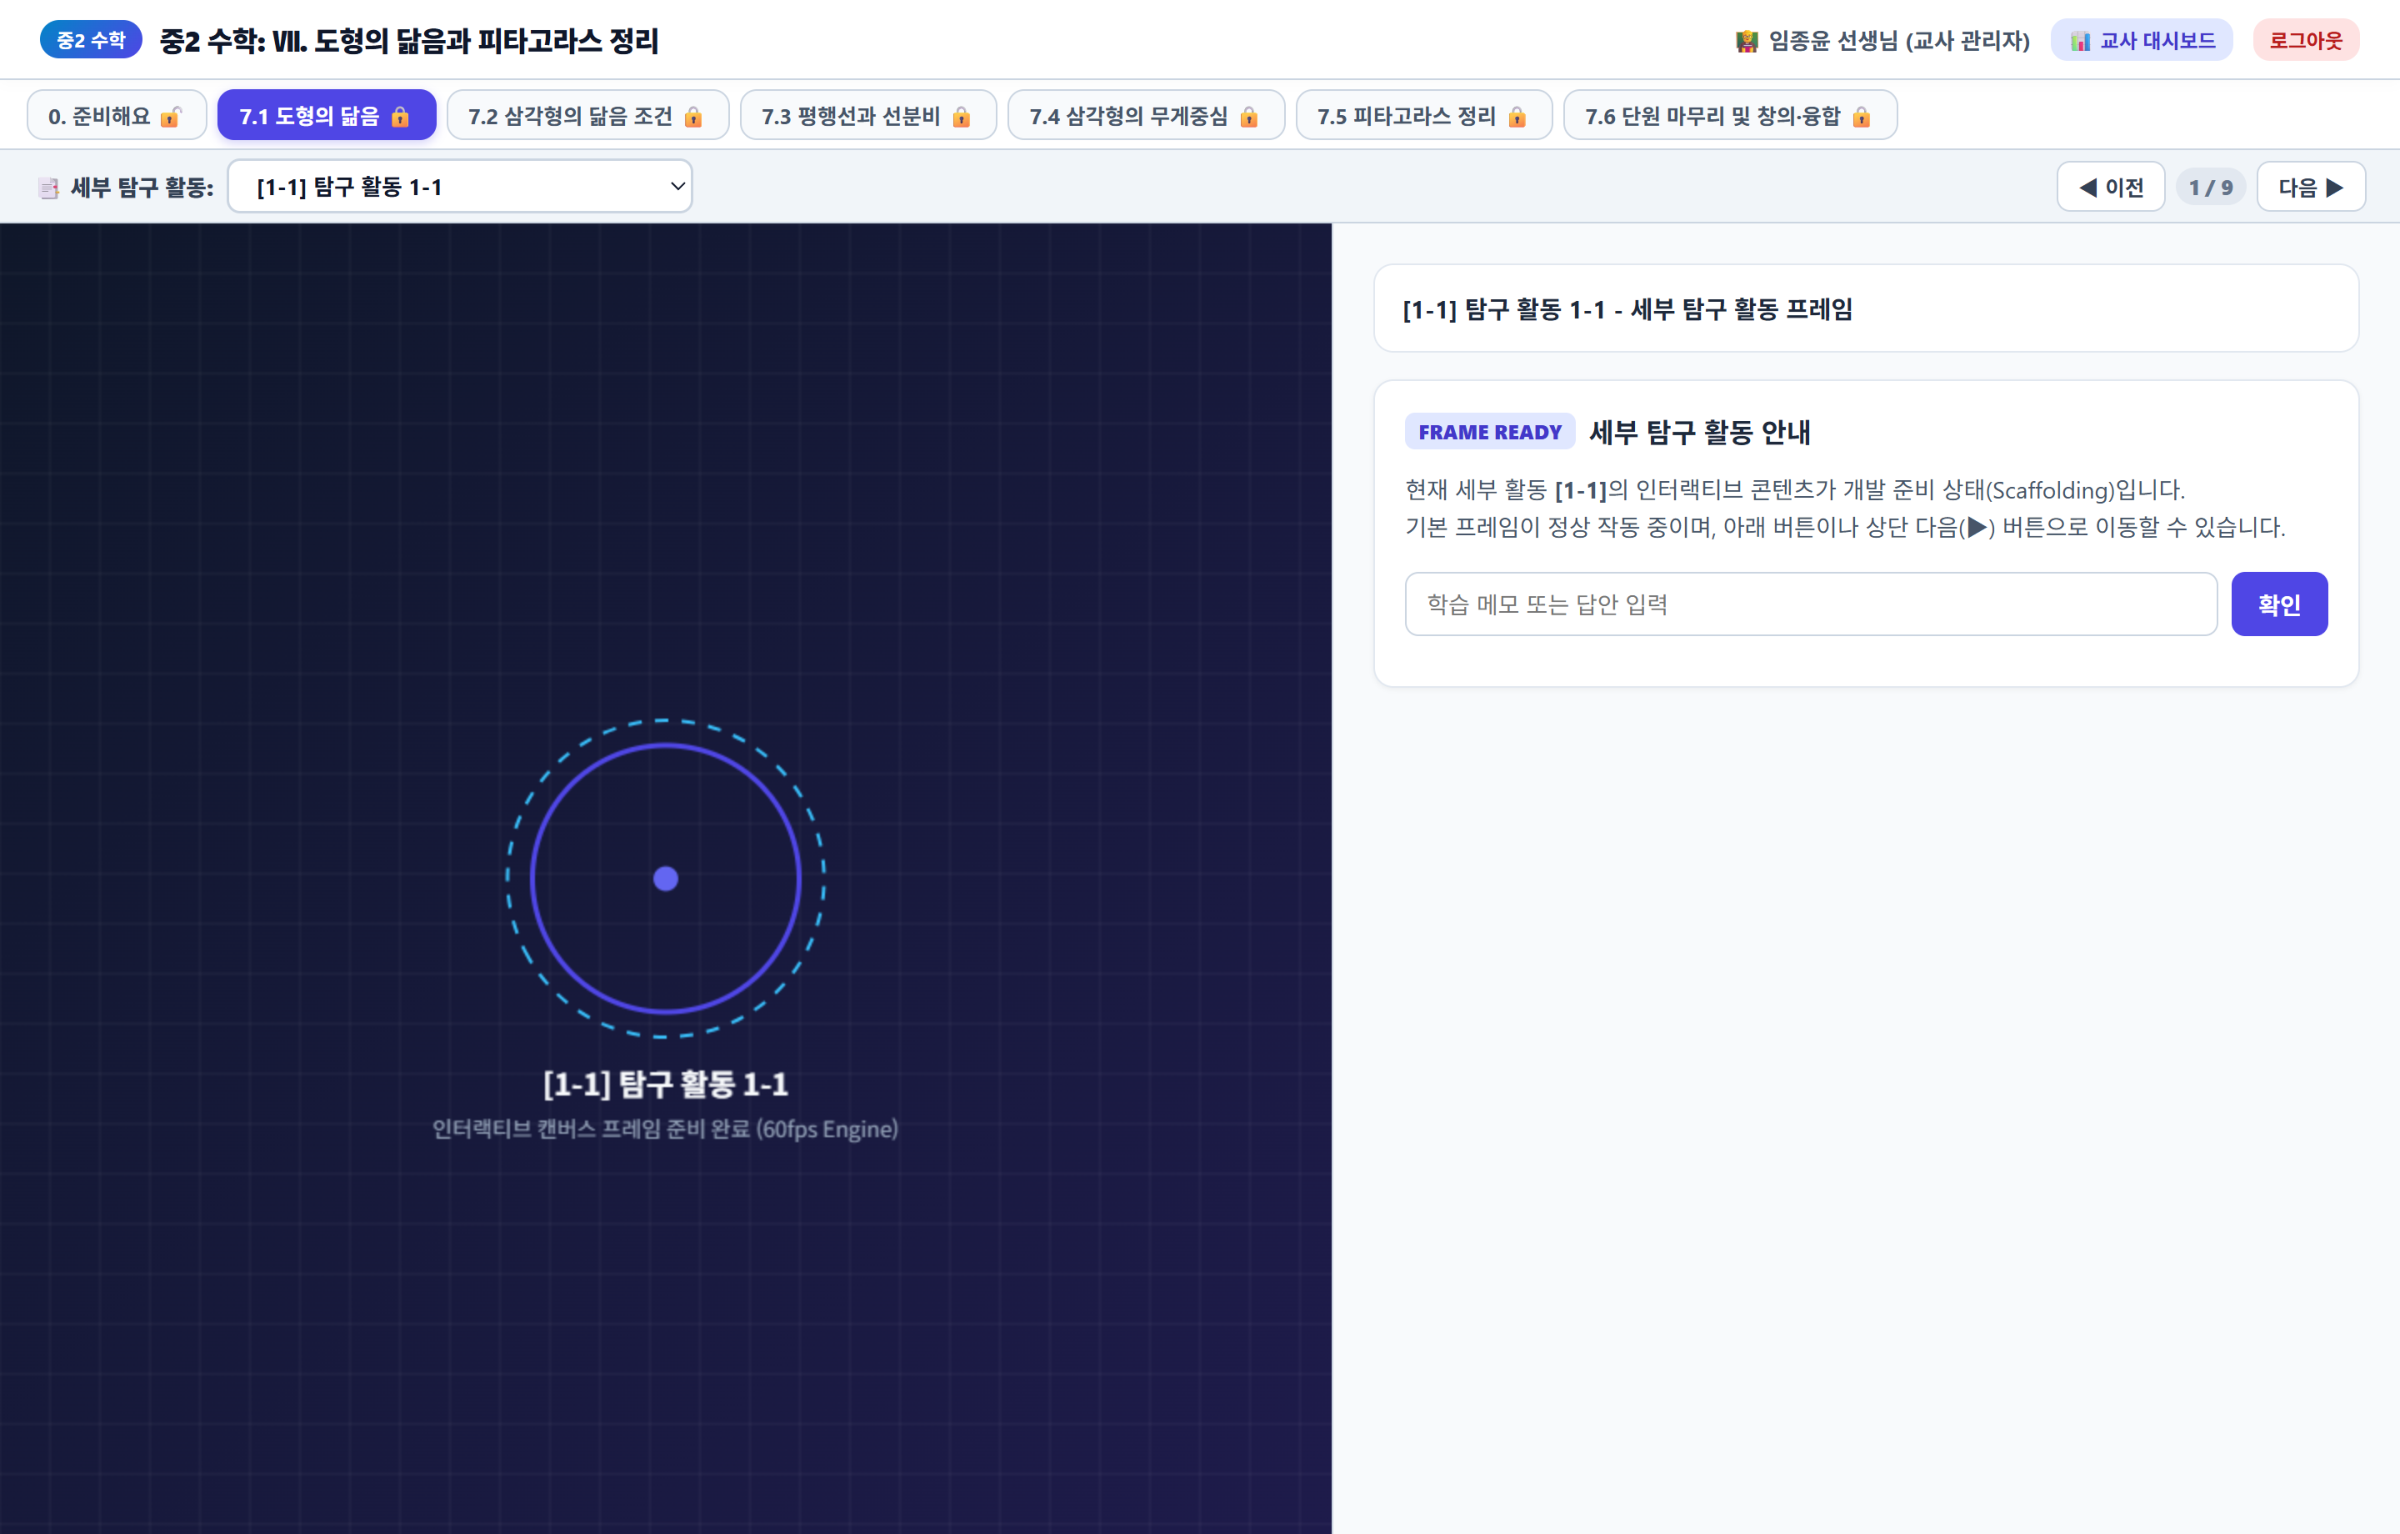 중2 수학
중2 수학: Ⅶ. 도형의 닮음과 피타고라스 정리
임종윤 선생님 (교사 관리자)
교사 대시보드
로그아웃
0. 준비해요
7.1 도형의 닮음
7.2 삼각형의 닮음 조건
7.3 평행선과 선분비
7.4 삼각형의 무게중심
7.5 피타고라스 정리
7.6 단원 마무리 및 창의·융합
세부 탐구 활동:
[1-1] 탐구 활동 1-1
◀ 이전
1 / 9
다음 ▶
[1-1] 탐구 활동 1-1
인터랙티브 캔버스 프레임 준비 완료 (60fps Engine)
[1-1] 탐구 활동 1-1 - 세부 탐구 활동 프레임
FRAME READY 세부 탐구 활동 안내
현재 세부 활동 [1-1]의 인터랙티브 콘텐츠가 개발 준비 상태(Scaffolding)입니다.
기본 프레임이 정상 작동 중이며, 아래 버튼이나 상단 다음(▶) 버튼으로 이동할 수 있습니다.
학습 메모 또는 답안 입력
확인